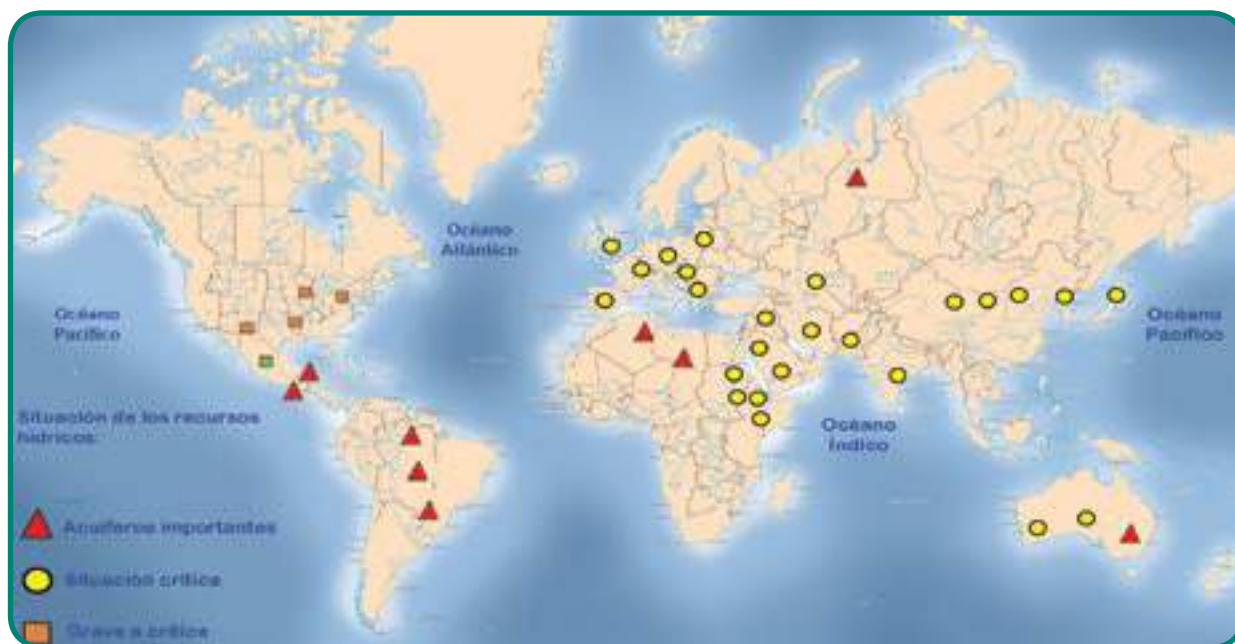 Océano
Atlántico
Océano
Pacífico
Océano
Pacífico
Situación de los recursos
hídricos:
Océano
Índico
Acuíferos importantes
Situación crítica
Grave a crítica